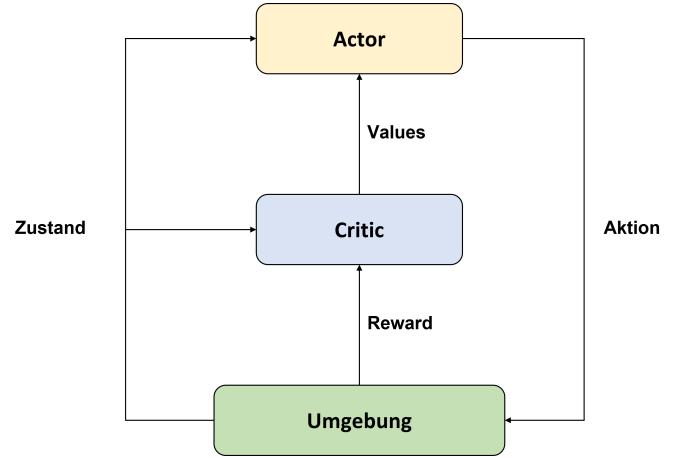 Actor
Values
Zustand
Critic
Aktion
Reward
Umgebung